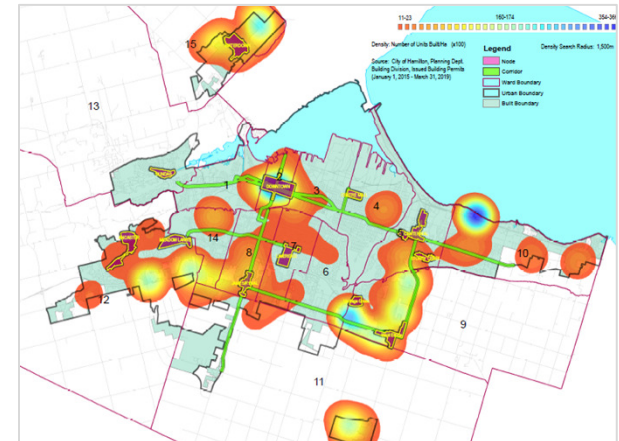 11-23 160-174 354-36
Density: Number of Units Built/He (x100)
Density Search Radius: 1,500m
Source: City of Hamilton, Planning Dept.
Building Division, Issued Building Permits
(January 1, 2015 - March 31, 2019)
Legend
Node
Corridor
Ward Boundary
Urban Boundary
Built Boundary
15
13
2
DOWNTOWN
1
3
4
14
5
7
8
6
10
12
9
11